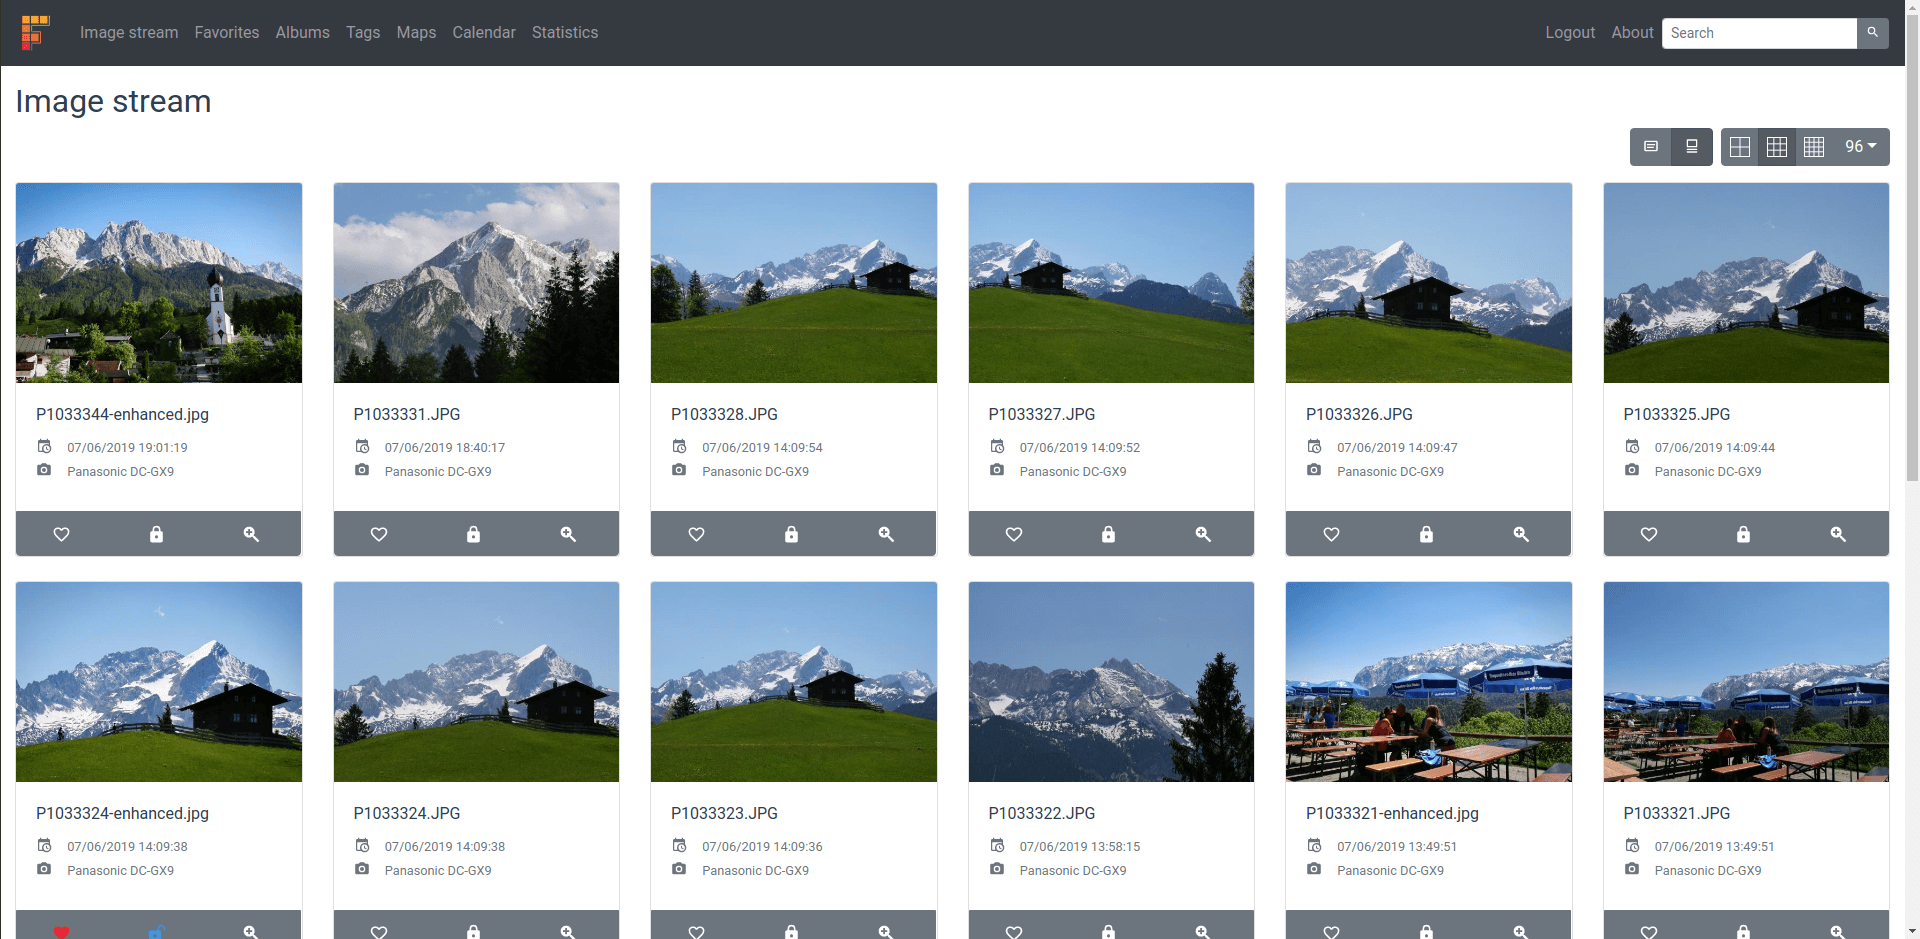 Image stream Favorites Albums Tags Maps Calendar Statistics Logout About Search
Image stream
96
P1033344-enhanced.jpg P1033331.JPG P1033328.JPG P1033327.JPG P1033326.JPG P1033325.JPG
07/06/2019 19:01:19 07/06/2019 18:40:17 07/06/2019 14:09:54 07/06/2019 14:09:52 07/06/2019 14:09:47 07/06/2019 14:09:44
Panasonic DC-GX9 Panasonic DC-GX9 Panasonic DC-GX9 Panasonic DC-GX9 Panasonic DC-GX9 Panasonic DC-GX9
P1033324-enhanced.jpg P1033324.JPG P1033323.JPG P1033322.JPG P1033321-enhanced.jpg P1033321.JPG
07/06/2019 14:09:38 07/06/2019 14:09:38 07/06/2019 14:09:36 07/06/2019 13:58:15 07/06/2019 13:49:51 07/06/2019 13:49:51
Panasonic DC-GX9 Panasonic DC-GX9 Panasonic DC-GX9 Panasonic DC-GX9 Panasonic DC-GX9 Panasonic DC-GX9